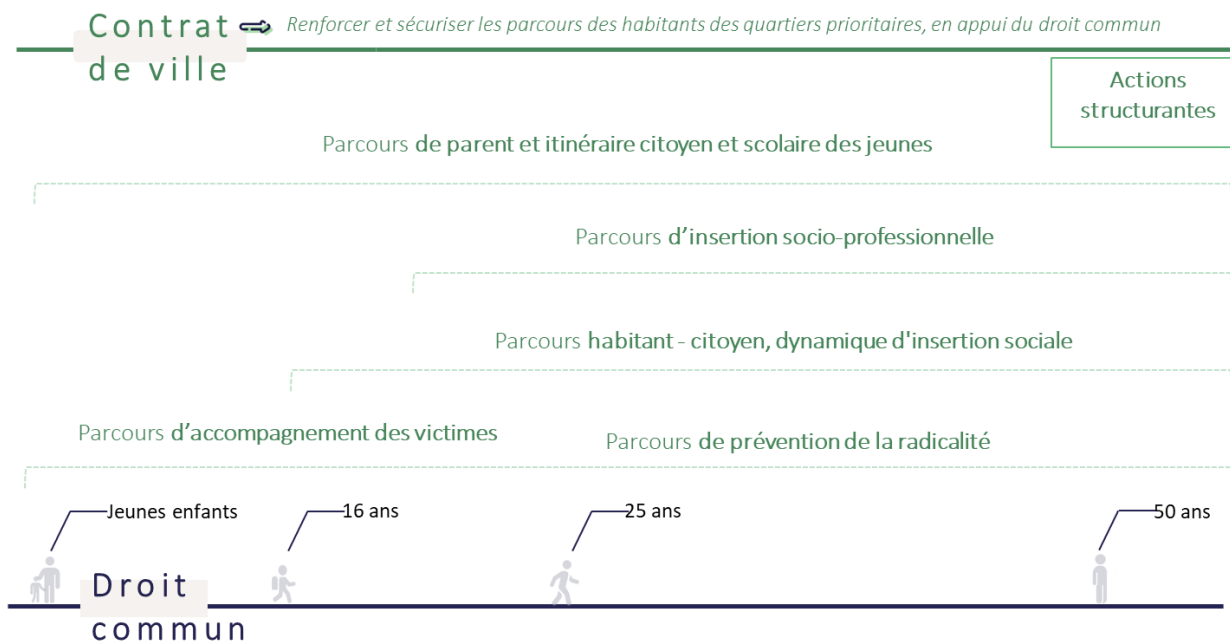 Contrat
de ville
Renforcer et sécuriser les parcours des habitants des quartiers prioritaires, en appui du droit commun
Actions
structurantes
Parcours de parent et itinéraire citoyen et scolaire des jeunes
Parcours d’insertion socio-professionnelle
Parcours habitant - citoyen, dynamique d'insertion sociale
Parcours d’accompagnement des victimes
Parcours de prévention de la radicalité
Jeunes enfants
16 ans
25 ans
50 ans
Droit
commun